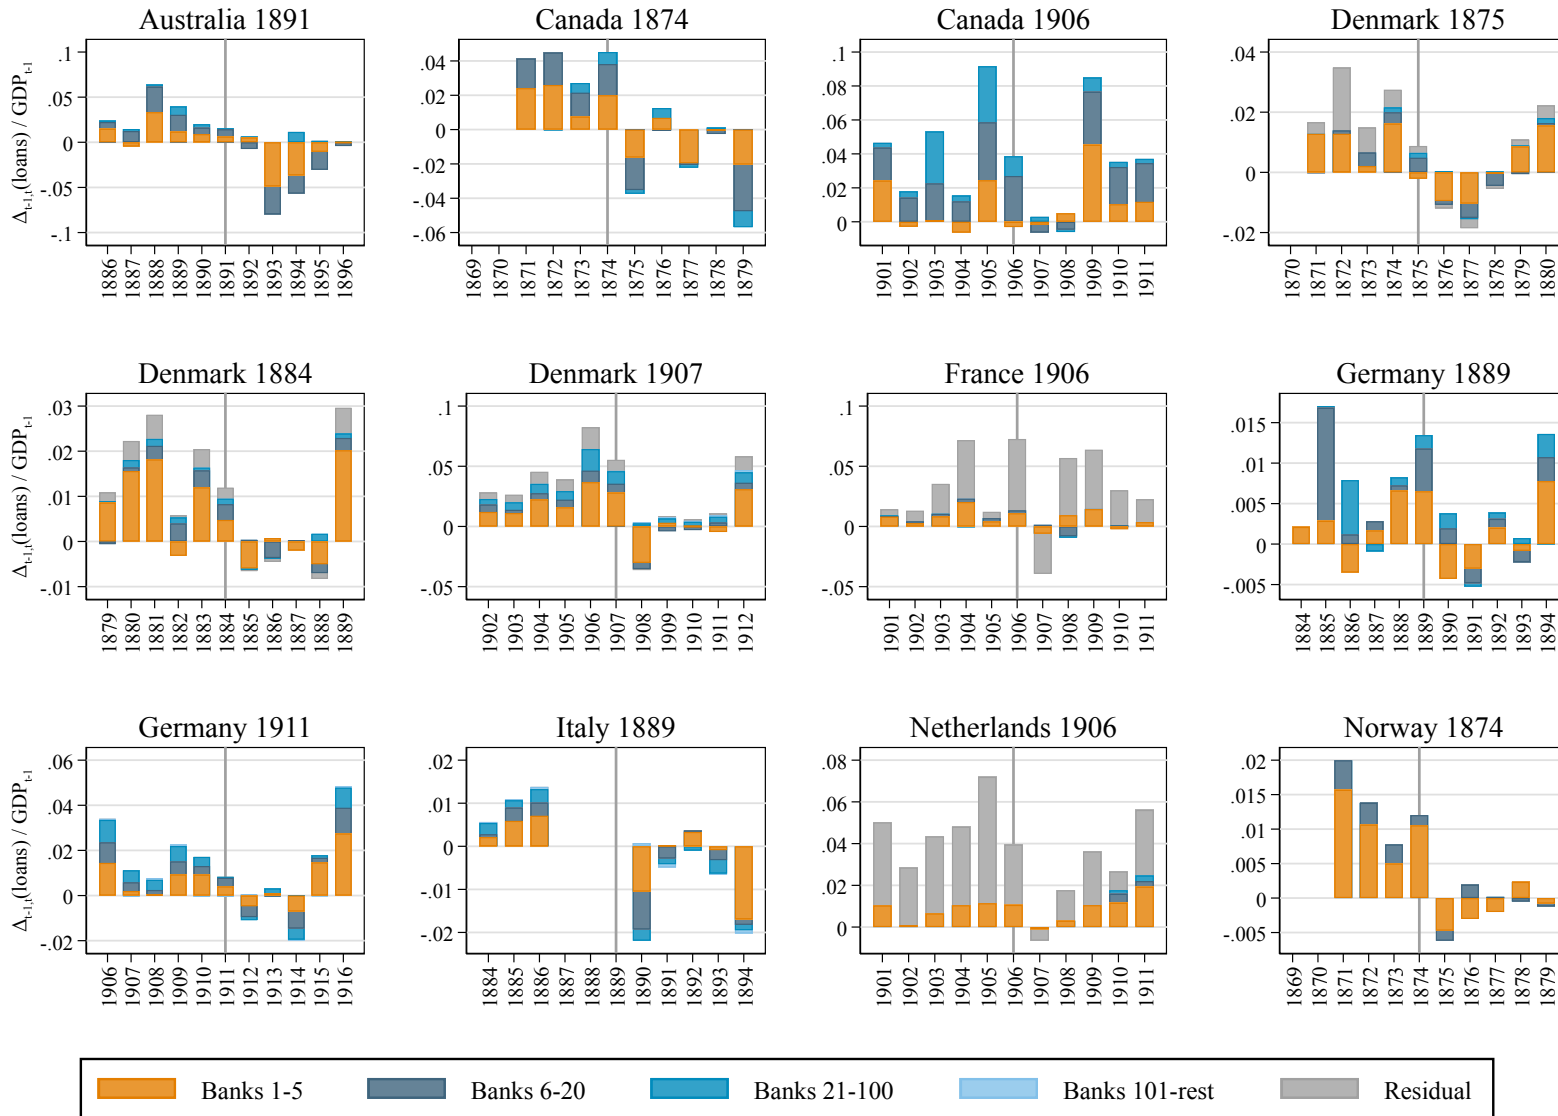 Australia 1891 Canada 1874 Canada 1906 Denmark 1875
Δt-1,t(loans) / GDPt-1
.1 .05 0 -.05 -.1
1886 1887 1888 1889 1890 1891 1892 1893 1894 1895 1896
.04 .02 0 -.02 -.04 -.06
1869 1870 1871 1872 1873 1874 1875 1876 1877 1878 1879
.1 .08 .06 .04 .02 0
1901 1902 1903 1904 1905 1906 1907 1908 1909 1910 1911
.04 .02 0 -.02
1870 1871 1872 1873 1874 1875 1876 1877 1878 1879 1880
Denmark 1884 Denmark 1907 France 1906 Germany 1889
Δt-1,t(loans) / GDPt-1
.03 .02 .01 0 -.01
1879 1880 1881 1882 1883 1884 1885 1886 1887 1888 1889
.1 .05 0 -.05
1902 1903 1904 1905 1906 1907 1908 1909 1910 1911 1912
.1 .05 0 -.05
1901 1902 1903 1904 1905 1906 1907 1908 1909 1910 1911
.015 .01 .005 0 -.005
1884 1885 1886 1887 1888 1889 1890 1891 1892 1893 1894
Germany 1911 Italy 1889 Netherlands 1906 Norway 1874
Δt-1,t(loans) / GDPt-1
.06 .04 .02 0 -.02
1906 1907 1908 1909 1910 1911 1912 1913 1914 1915 1916
.02 .01 0 -.01 -.02
1884 1885 1886 1887 1888 1889 1890 1891 1892 1893 1894
.08 .06 .04 .02 0
1901 1902 1903 1904 1905 1906 1907 1908 1909 1910 1911
.02 .015 .01 .005 0 -.005
1869 1870 1871 1872 1873 1874 1875 1876 1877 1878 1879
Banks 1-5 Banks 6-20 Banks 21-100 Banks 101-rest Residual